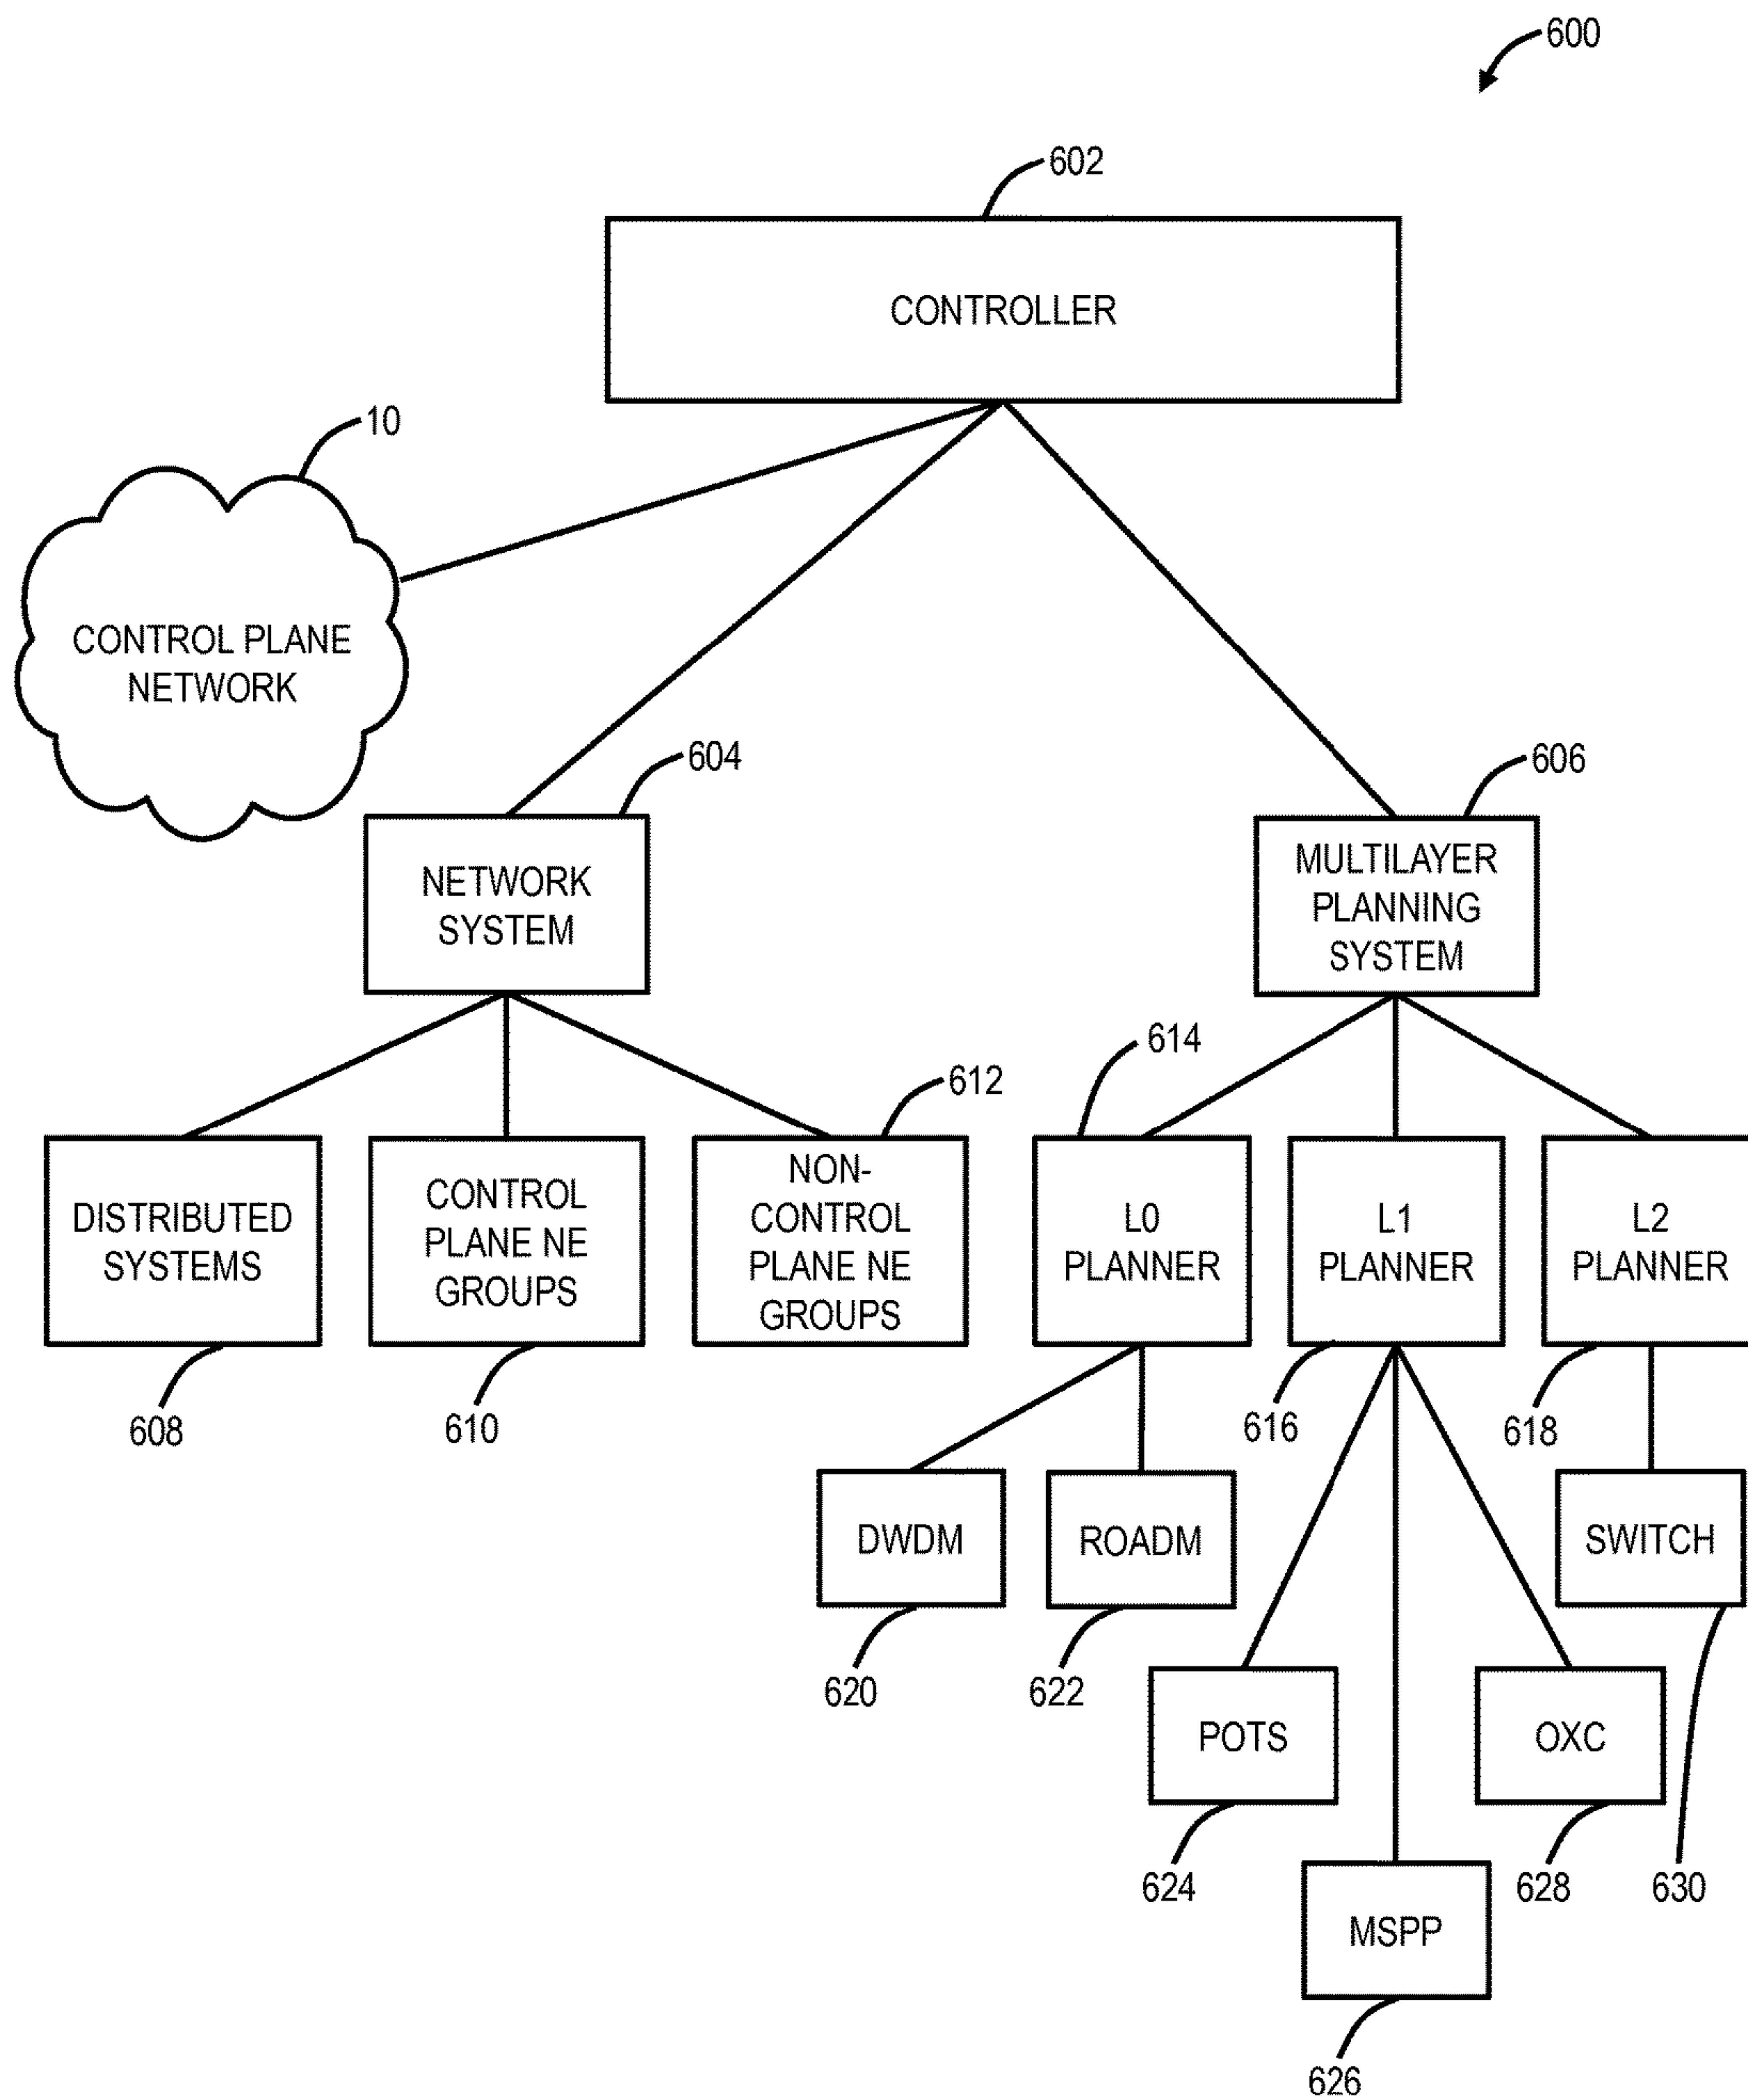 600
602
CONTROLLER
10
CONTROL PLANE
NETWORK
604
606
NETWORK
SYSTEM
MULTILAYER
PLANNING
SYSTEM
614
612
DISTRIBUTED
SYSTEMS
CONTROL
PLANE NE
GROUPS
NON-
CONTROL
PLANE NE
GROUPS
L0
PLANNER
L1
PLANNER
L2
PLANNER
608
610
616
618
DWDM
ROADM
SWITCH
620
622
POTS
OXC
624
628
630
MSPP
626